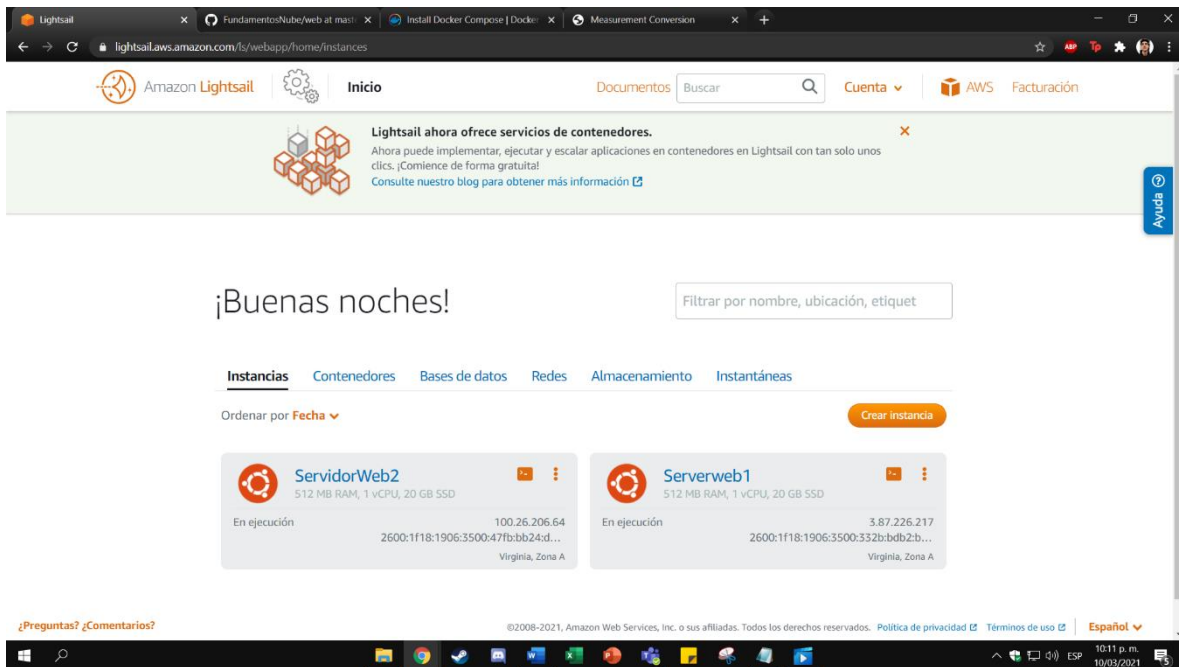 Lightsail
FundamentosNube/web at mast
Install Docker Compose | Docker
Measurement Conversion
lightsail.aws.amazon.com/ls/webapp/home/instances
ABP
Tp
Amazon Lightsail
Inicio
Documentos
Buscar
Cuenta
AWS
Facturación
Lightsail ahora ofrece servicios de contenedores.
Ahora puede implementar, ejecutar y escalar aplicaciones en contenedores en Lightsail con tan solo unos
clics. ¡Comience de forma gratuita!
Consulte nuestro blog para obtener más información
Ayuda
¡Buenas noches!
Filtrar por nombre, ubicación, etiquet
Instancias
Contenedores
Bases de datos
Redes
Almacenamiento
Instantáneas
Ordenar por Fecha
Crear instancia
ServidorWeb2
512 MB RAM, 1 vCPU, 20 GB SSD
En ejecución
100.26.206.64
2600:1f18:1906:3500:47fb:bb24:d...
Virginia, Zona A
Serverweb1
512 MB RAM, 1 vCPU, 20 GB SSD
En ejecución
3.87.226.217
2600:1f18:1906:3500:332b:bdb2:b...
Virginia, Zona A
¿Preguntas? ¿Comentarios?
©2008-2021, Amazon Web Services, Inc. o sus afiliadas. Todos los derechos reservados.
Política de privacidad
Términos de uso
Español
ESP
10:11 p. m.
10/03/2021
5